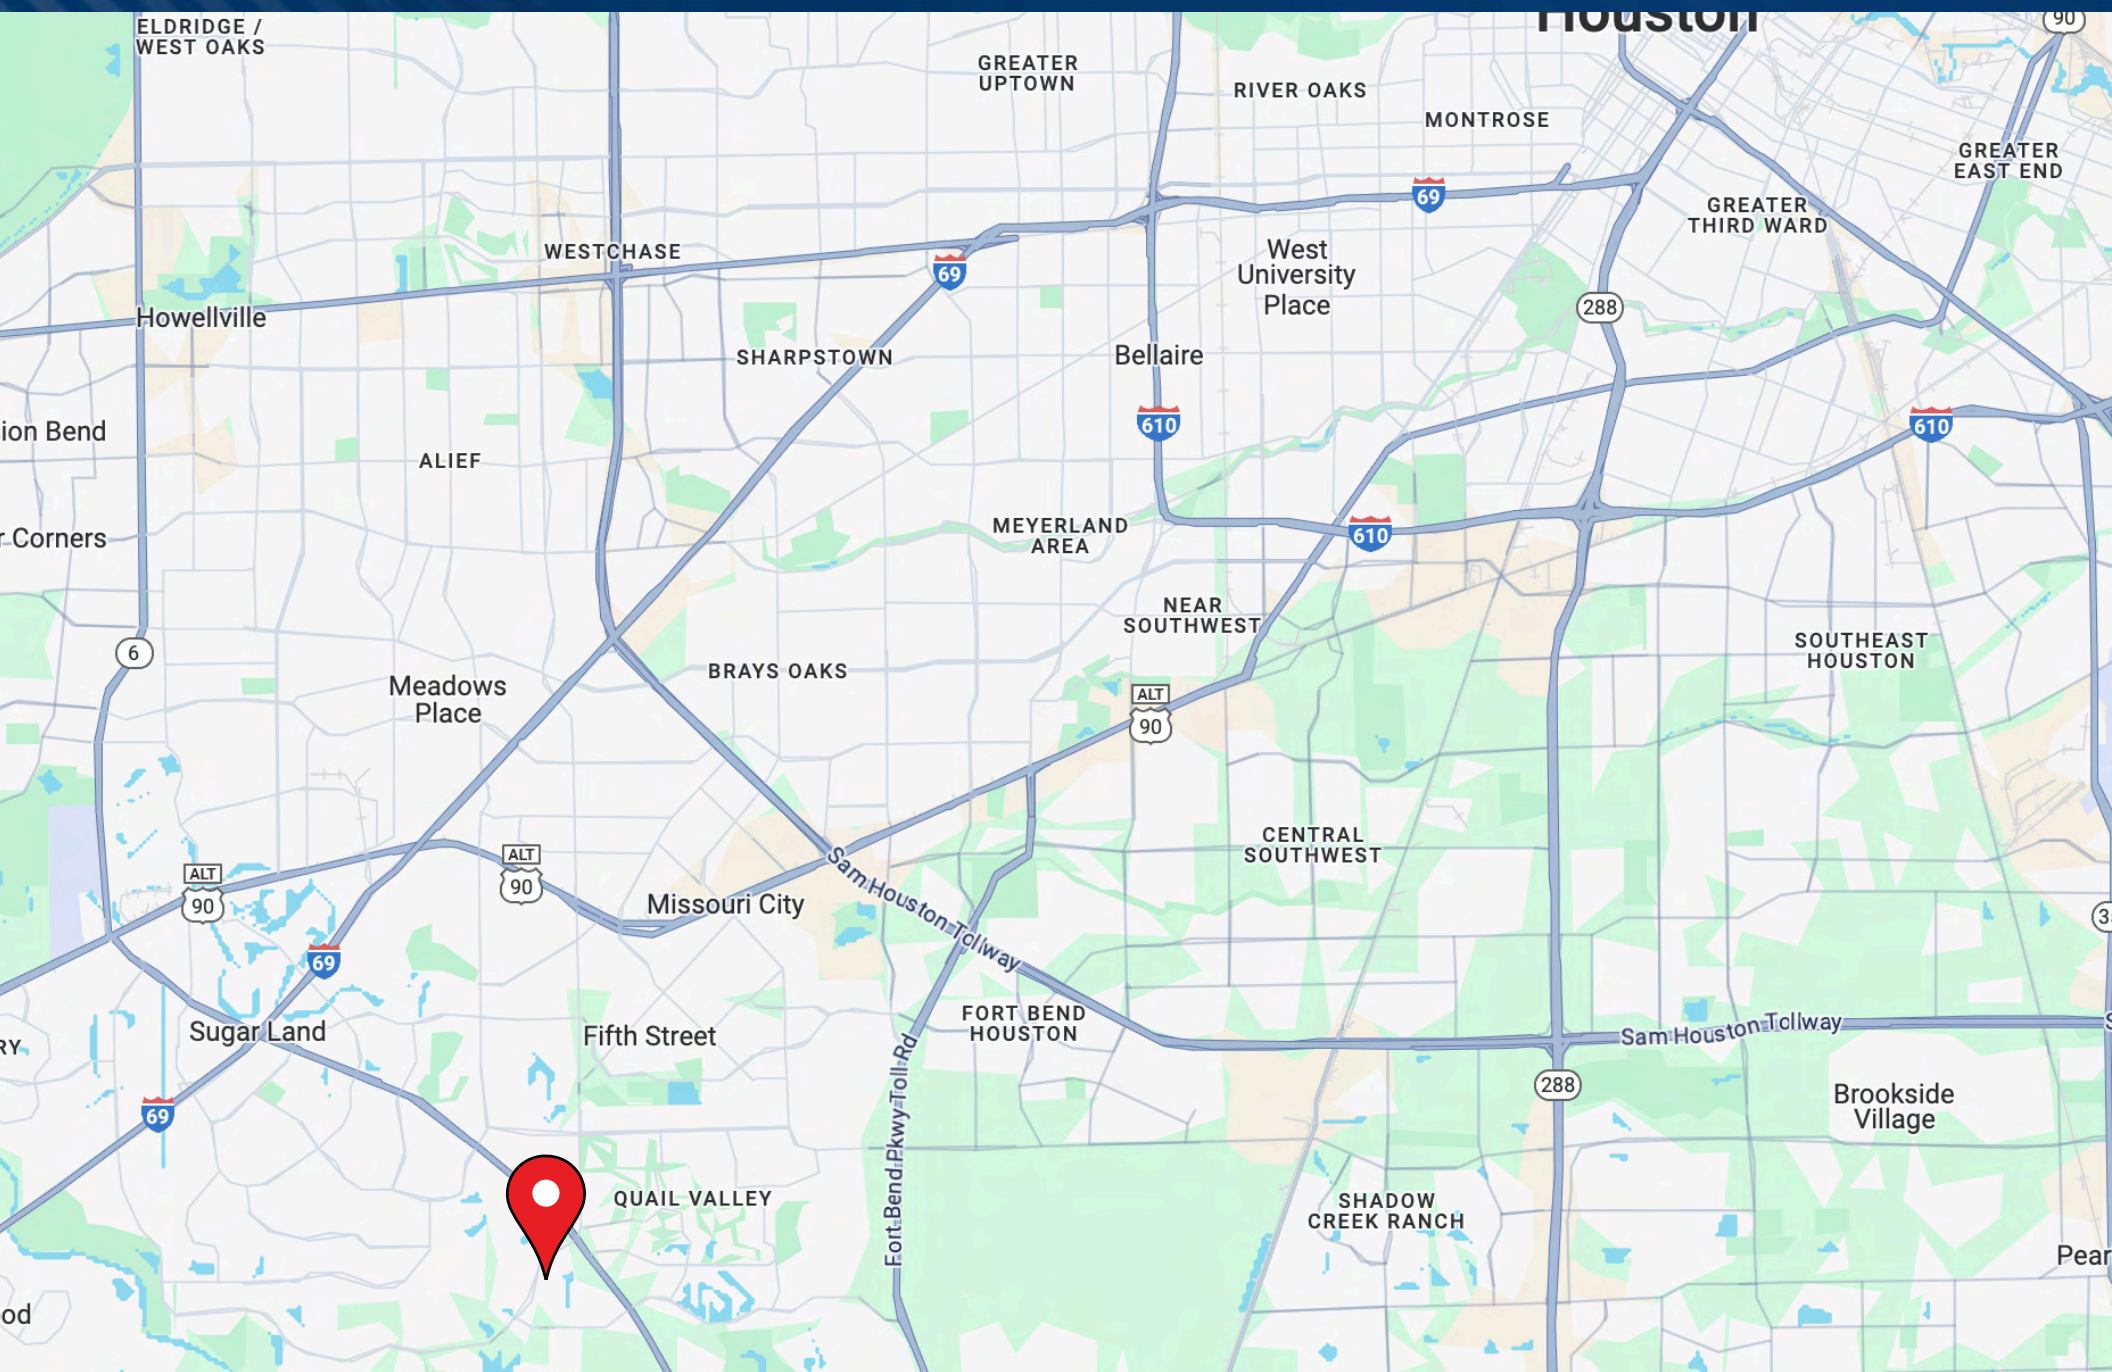 Houston
90
ELDRIDGE /
WEST OAKS
GREATER
UPTOWN
RIVER OAKS
MONTROSE
GREATER
EAST END
69
GREATER
THIRD WARD
WESTCHASE
69
West
University
Place
288
Howellville
SHARPSTOWN
Bellaire
610
610
ion Bend
ALIEF
MEYERLAND
AREA
610
r Corners
NEAR
SOUTHWEST
6
SOUTHEAST
HOUSTON
BRAYS OAKS
Meadows
Place
ALT
90
CENTRAL
SOUTHWEST
ALT
90
ALT
90
Missouri City
Sam Houston Tollway
69
FORT BEND
HOUSTON
Sugar Land
Fifth Street
RY
Sam Houston Tollway
288
69
Brookside
Village
Fort Bend Pkwy Toll Rd
QUAIL VALLEY
SHADOW
CREEK RANCH
Pear
od